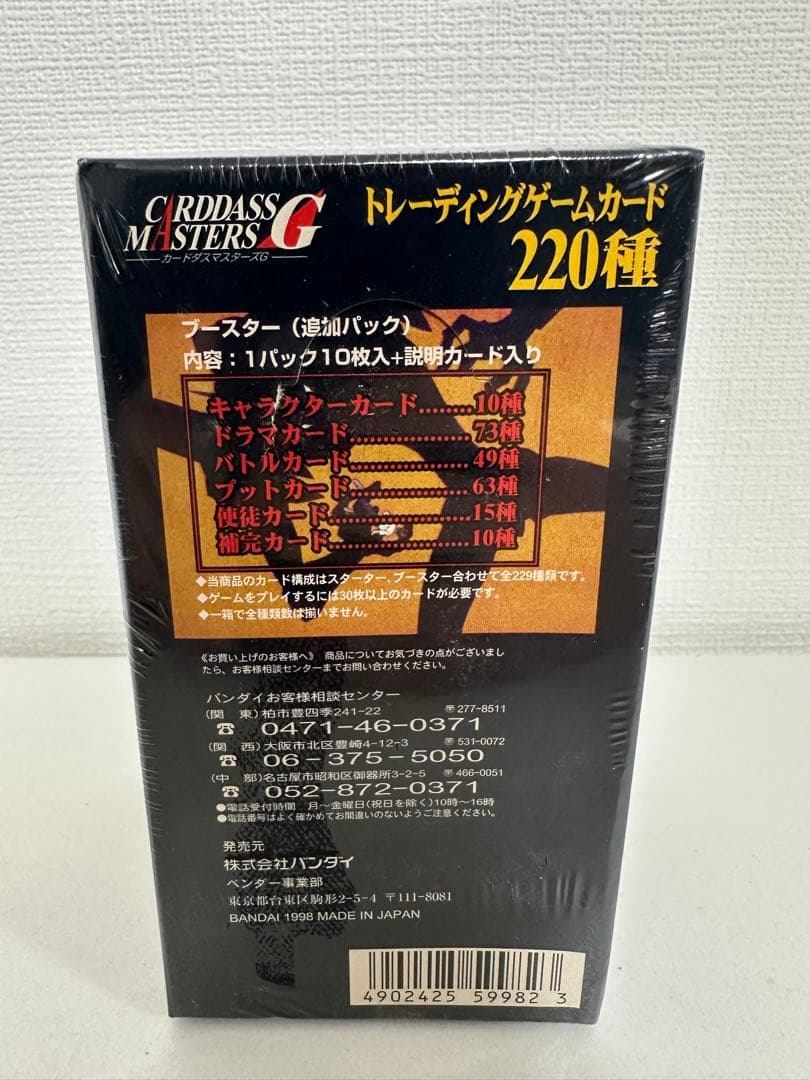 CARDDASS
MASTERS G
カードダスマスターズG
トレーディングゲームカード
220種
ブースター（追加パック）
内容：1パック10枚入+説明カード入り
キャラクターカード........10種
ドラマカード..................73種
バトルカード..................49種
プットカード..................63種
使徒カード.....................15種
補完カード.....................10種
◆当商品のカード構成はスターター、ブースター合わせて全229種類です。
◆ゲームをプレイするには30枚以上のカードが必要です。
◆一箱で全種類数は揃いません。
《お買い上げのお客様へ》 商品についてお気づきの点がございまし
たら、お客様相談センターまでお問い合わせください。
バンダイお客様相談センター
(関 東)柏市豊四季241-22 〒277-8511
☎ 0471-46-0371
(関 西)大阪市北区豊崎4-12-3 〒531-0072
☎ 06-375-5050
(中 部)名古屋市昭和区御器所3-2-5 〒466-0051
☎ 052-872-0371
●電話受付時間 月〜金曜日(祝日を除く)10時〜16時
●電話番号はよく確かめてお間違いのないようご注意ください。
発売元
株式会社バンダイ
ベンダー事業部
東京都台東区駒形2-5-4 〒111-8081
BANDAI 1998 MADE IN JAPAN
4902425 59982 3